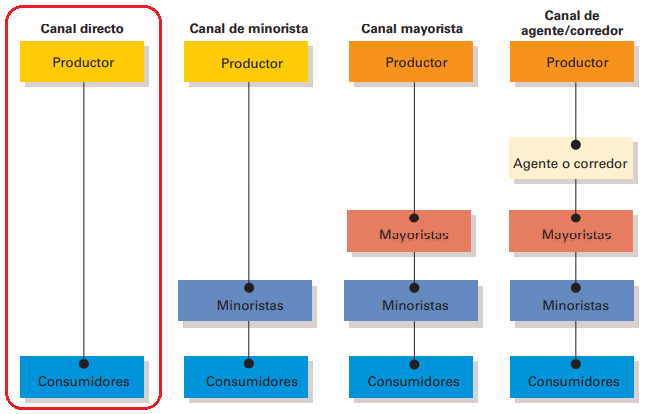 Canal directo
Productor
Consumidores
Canal de minorista
Productor
Minoristas
Consumidores
Canal mayorista
Productor
Mayoristas
Minoristas
Consumidores
Canal de
agente/corredor
Productor
Agente o corredor
Mayoristas
Minoristas
Consumidores